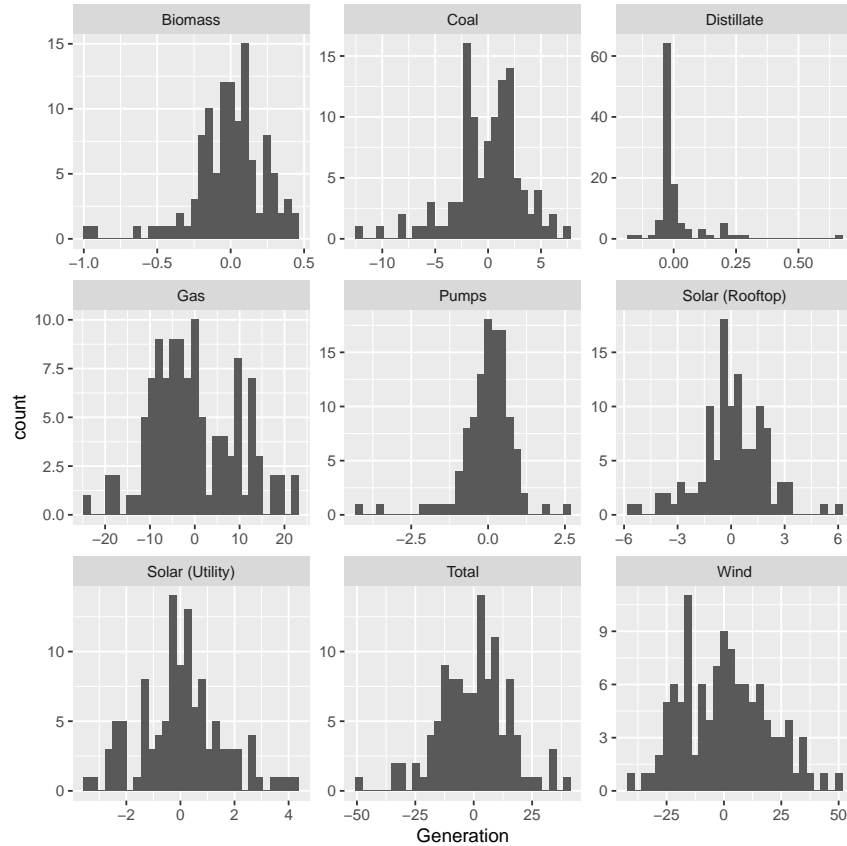 Biomass Coal Distillate
15
10
5
0
−1.0 −0.5 0.0 0.5
15
10
5
0
−10 −5 0 5
60
40
20
0
0.00 0.25 0.50
Gas Pumps Solar (Rooftop)
10.0
7.5
5.0
2.5
0.0
−20 −10 0 10 20
15
10
5
0
−2.5 0.0 2.5
15
10
5
0
−6 −3 0 3 6
Solar (Utility) Total Wind
10
5
0
−2 0 2 4
10
5
0
−50 −25 0 25
9
6
3
0
−25 0 25 50
count
Generation